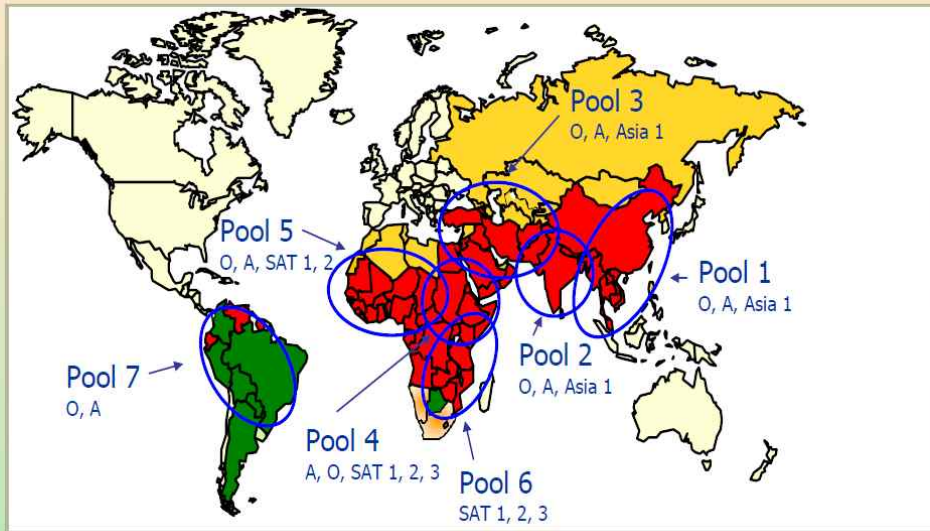 Pool 3
O, A, Asia 1
Pool 5
O, A, SAT 1, 2
Pool 1
O, A, Asia 1
Pool 2
O, A, Asia 1
Pool 7
O, A
Pool 4
A, O, SAT 1, 2, 3
Pool 6
SAT 1, 2, 3